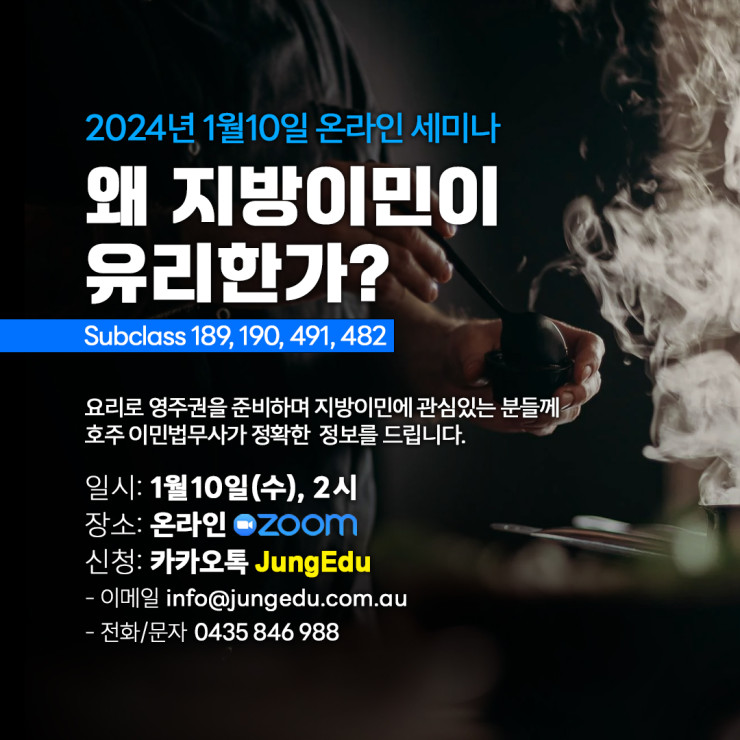 2024년 1월10일 온라인 세미나
왜 지방이민이
유리한가?
Subclass 189, 190, 491, 482
요리로 영주권을 준비하며 지방이민에 관심있는 분들께
호주 이민법무사가 정확한 정보를 드립니다.
일시: 1월10일(수), 2시
장소: 온라인 zoom
신청: 카카오톡 JungEdu
- 이메일 info@jungedu.com.au
- 전화/문자 0435 846 988